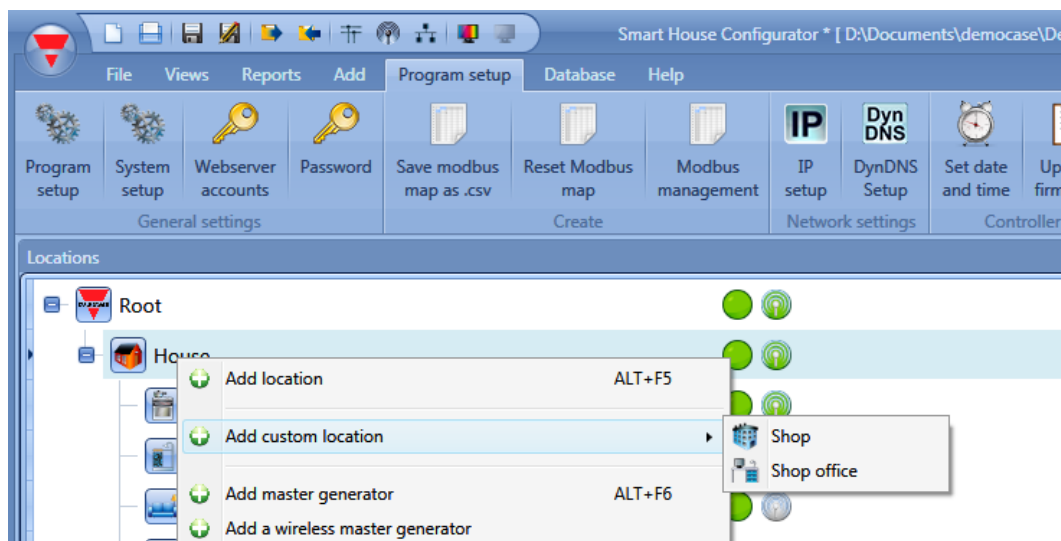 Smart House Configurator * [ D:\Documents\democase\De
File Views Reports Add Program setup Database Help
IP Dyn
DNS
Program System Webserver Password Save modbus Reset Modbus Modbus IP DynDNS Set date
setup setup accounts map as .csv map management setup Setup and time
General settings Create Network settings Controller
Locations
Root
House
Add location ALT+F5
Add custom location Shop
Shop office
Add master generator ALT+F6
Add a wireless master generator